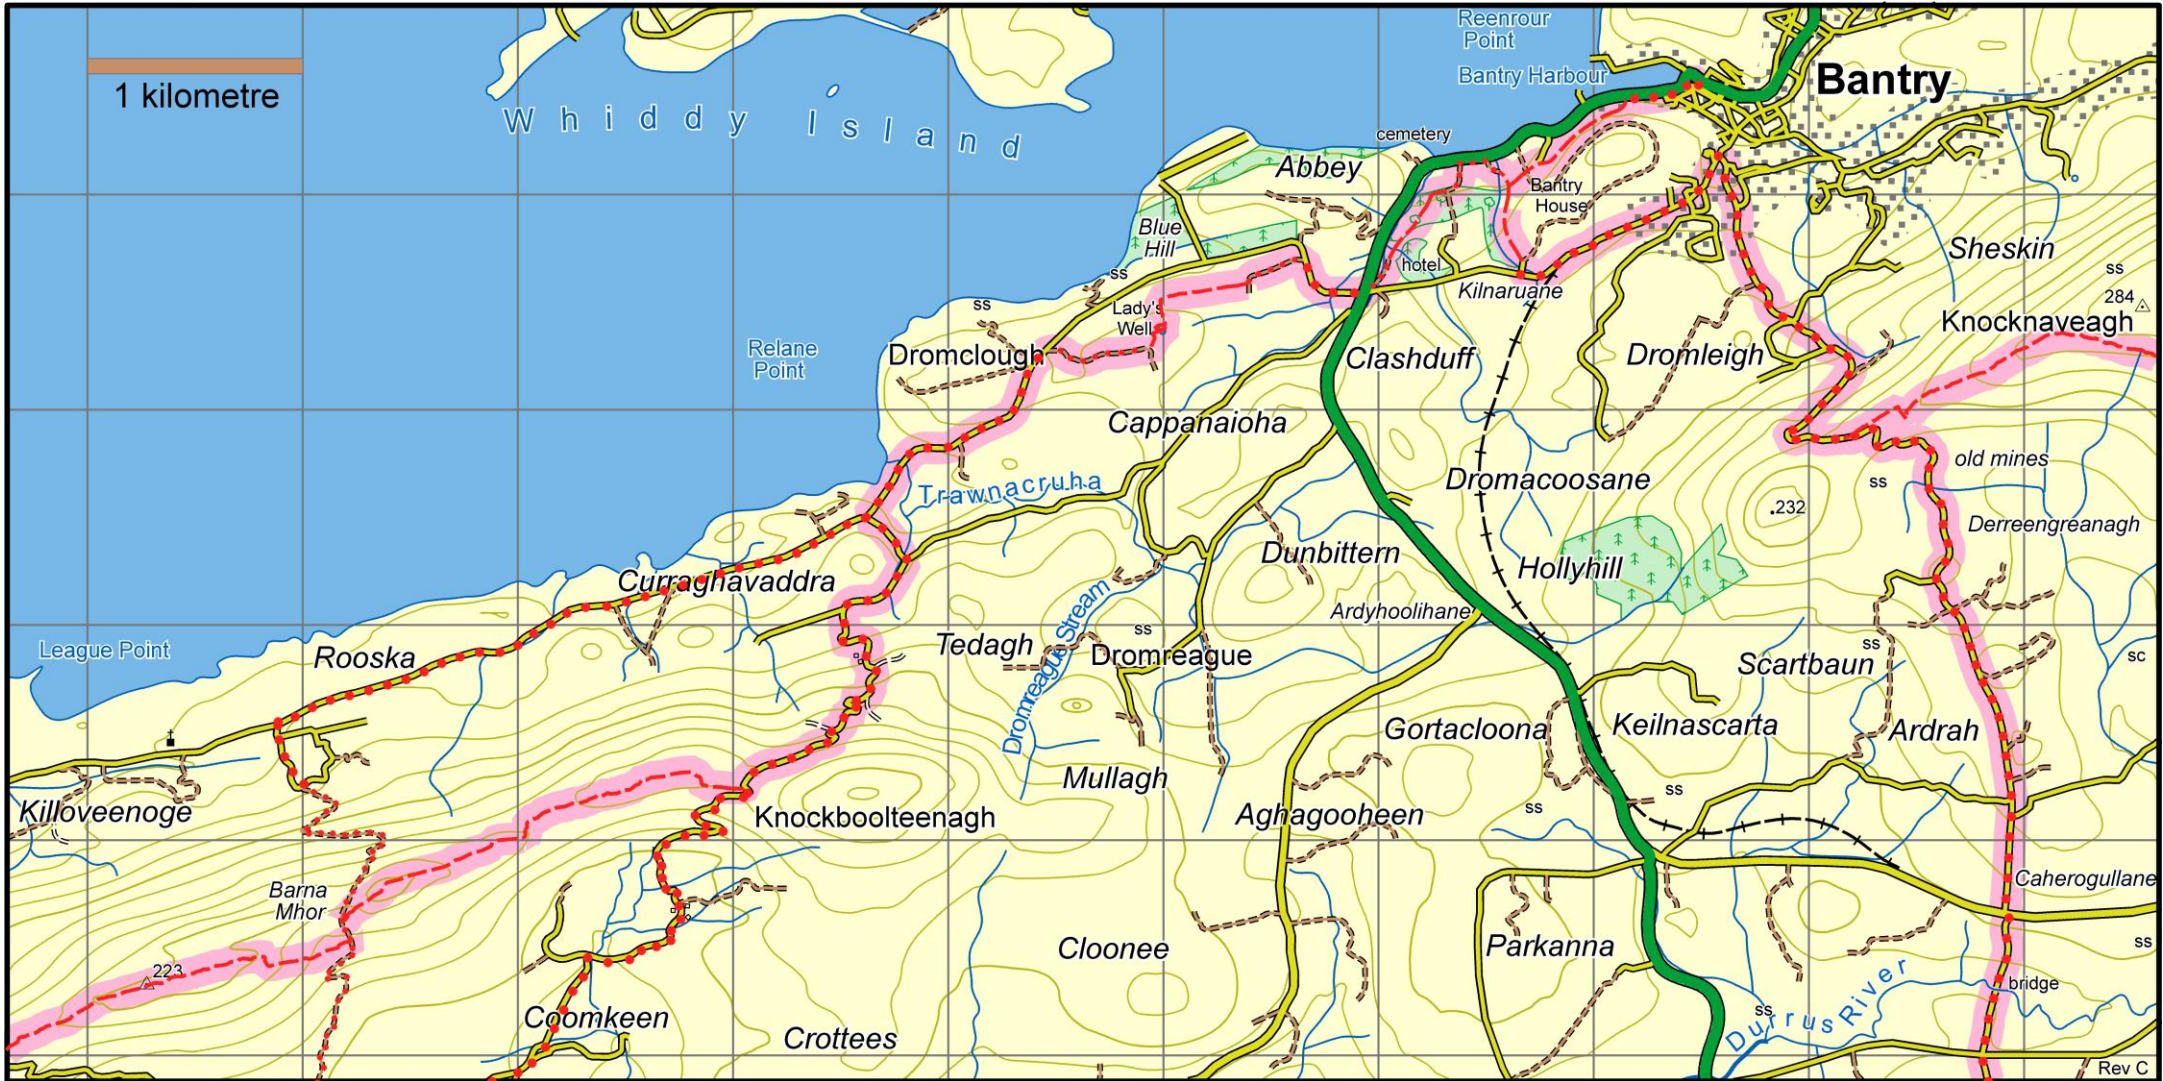 Reenrour
Point
Bantry Harbour
Bantry
1 kilometre
Whiddy Island
cemetery
Abbey
Bantry
House
Blue
Hill
Sheskin
hotel
ss
ss
Kilnaruane
284
ss
Lady's
Well
Knocknaveagh
Relane
Point
Dromclough
Clashduff
Dromleigh
Cappanaioha
old mines
Trawnacruha
Dromacoosane
ss
232
Derreengreanagh
Dunbittern
Hollyhill
Curraghavaddra
Ardyhoolihane
Dromreague Stream
ss
League Point
Rooska
Tedagh
Dromreague
ss
Scartbaun
sc
Gortacloona
Keilnascarta
Ardrah
Mullagh
ss
Killoveenoge
Knockboolteenagh
Aghagooheen
ss
Barna
Mhor
Caherogullane
Cloonee
Parkanna
ss
223
bridge
Coomkeen
ss
Durrus River
Crottees
Rev C